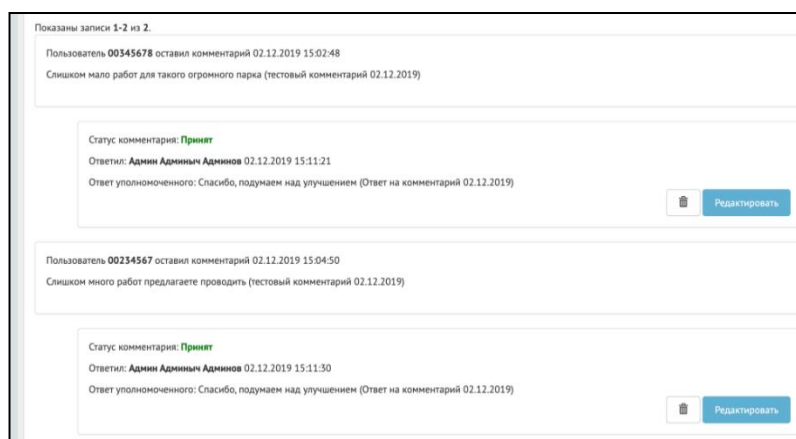 Показаны записи 1-2 из 2.
Пользователь 00345678 оставил комментарий 02.12.2019 15:02:48
Слишком мало работ для такого огромного парка (тестовый комментарий 02.12.2019)
Статус комментария: Принят
Ответил: Админ Админыч Админов 02.12.2019 15:11:21
Ответ уполномоченного: Спасибо, подумаем над улучшением (Ответ на комментарий 02.12.2019)
Редактировать
Пользователь 00234567 оставил комментарий 02.12.2019 15:04:50
Слишком много работ предлагаете проводить (тестовый комментарий 02.12.2019)
Статус комментария: Принят
Ответил: Админ Админыч Админов 02.12.2019 15:11:30
Ответ уполномоченного: Спасибо, подумаем над улучшением (Ответ на комментарий 02.12.2019)
Редактировать